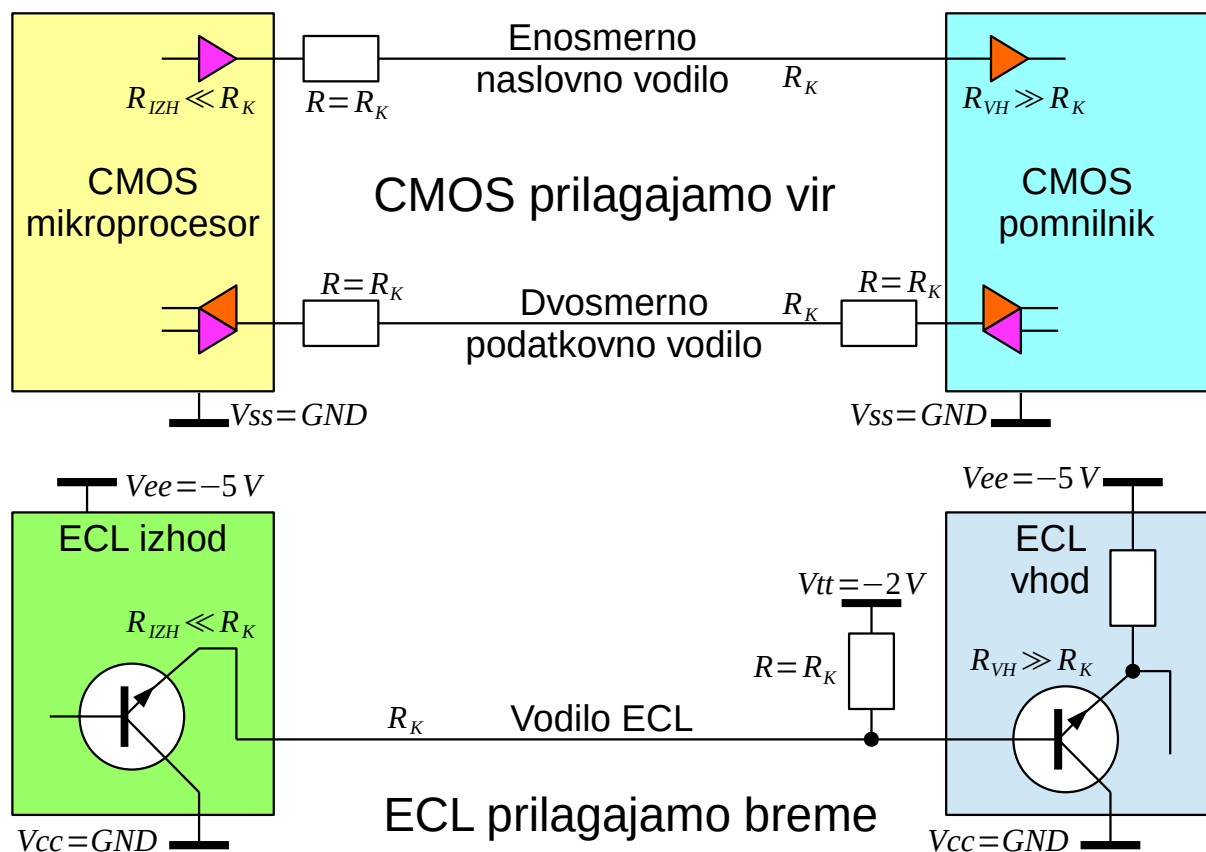 Enosmerno
naslovno vodilo
R_K
R_IZH ≪ R_K
R = R_K
R_VH ≫ R_K
CMOS
mikroprocesor
CMOS prilagajamo vir
CMOS
pomnilnik
R = R_K
Dvosmerno
podatkovno vodilo
R_K
R = R_K
Vss = GND
Vss = GND
Vee = −5 V
Vee = −5 V
ECL izhod
ECL
vhod
Vtt = −2 V
R_IZH ≪ R_K
R = R_K
R_VH ≫ R_K
R_K
Vodilo ECL
ECL prilagajamo breme
Vcc = GND
Vcc = GND